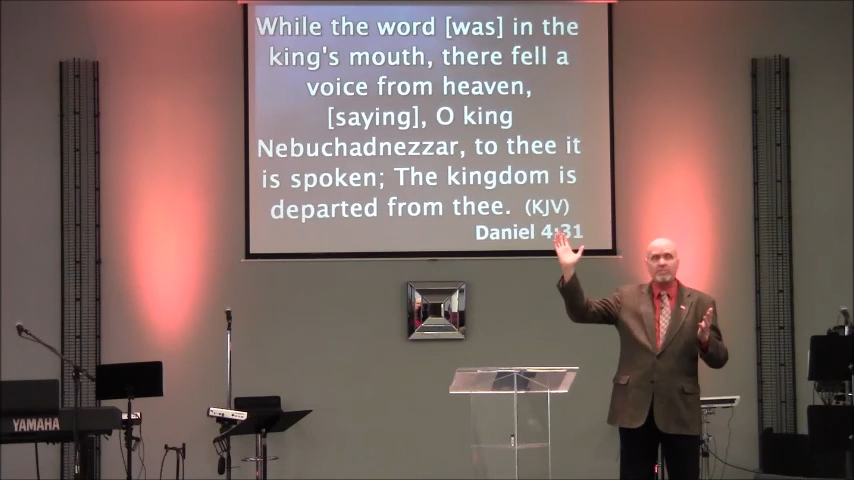 While the word [was] in the
king's mouth, there fell a
voice from heaven,
[saying], O king
Nebuchadnezzar, to thee it
is spoken; The kingdom is
departed from thee. (KJV)
Daniel 4:31
YAMAHA